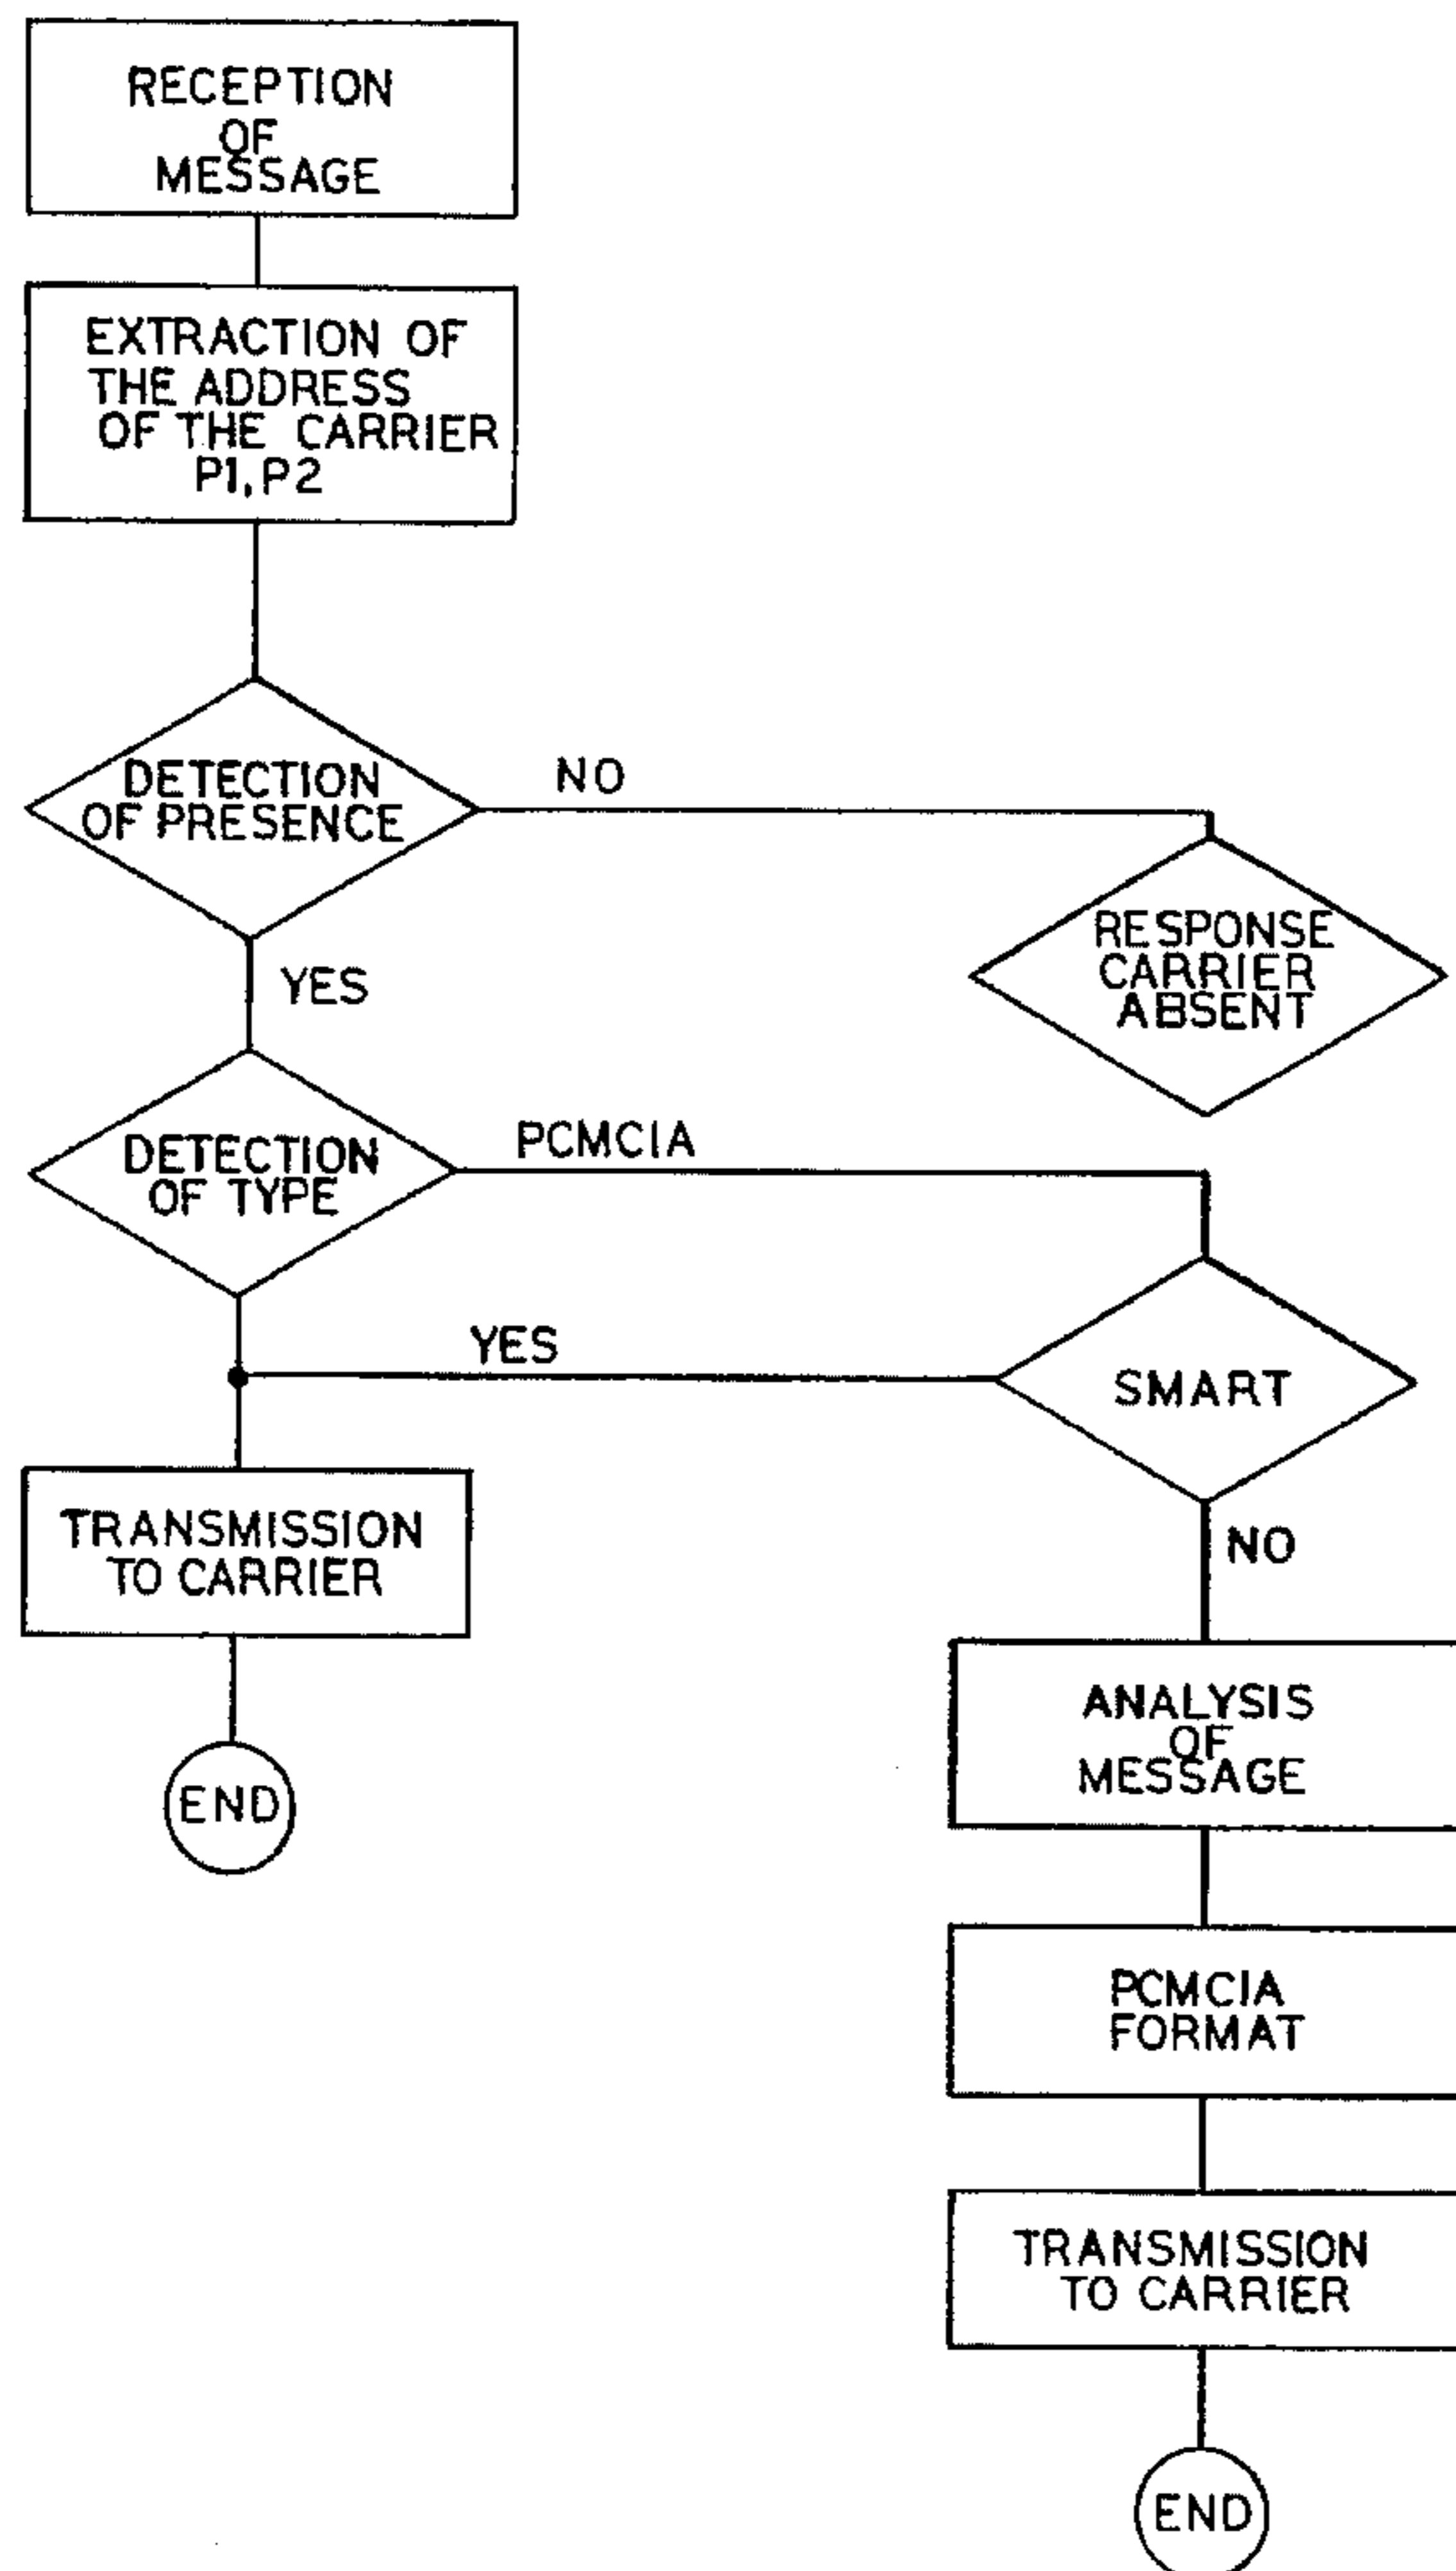 RECEPTION
OF
MESSAGE
EXTRACTION OF
THE ADDRESS
OF THE CARRIER
P1,P2
DETECTION
OF PRESENCE
NO
RESPONSE
CARRIER
ABSENT
YES
DETECTION
OF TYPE
PCMCIA
YES
SMART
TRANSMISSION
TO CARRIER
NO
END
ANALYSIS
OF
MESSAGE
PCMCIA
FORMAT
TRANSMISSION
TO CARRIER
END